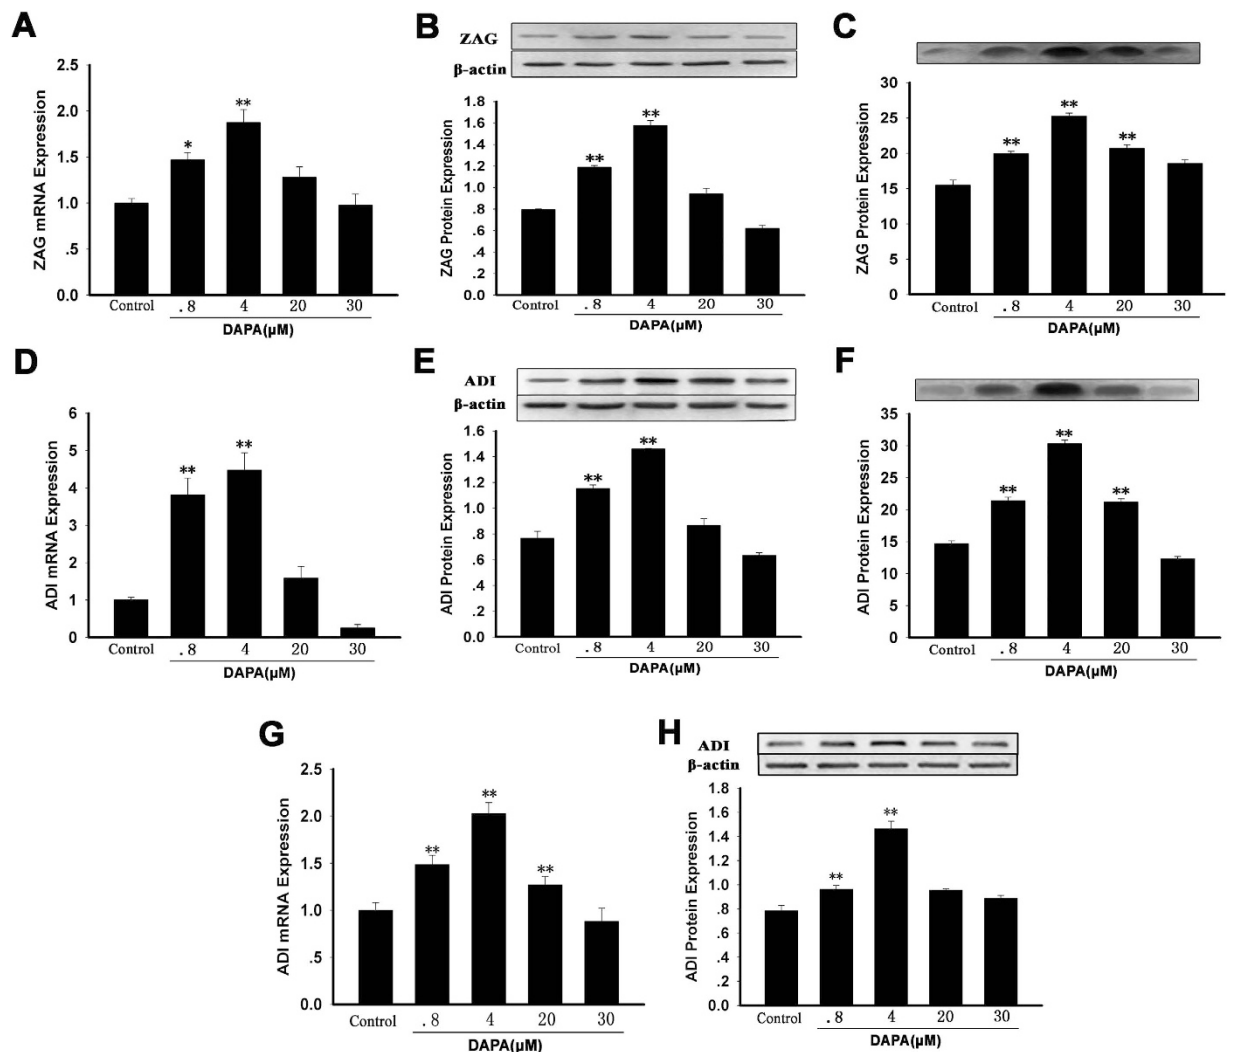 A
ZAG mRNA Expression
2.5
2.0
1.5
1.0
.5
0.0
* **
Control .8 4 20 30
DAPA(μM)
B
ZAG
β-actin
ZAG Protein Expression
1.8
1.6
1.4
1.2
1.0
.8
.6
.4
.2
0.0
** **
Control .8 4 20 30
DAPA(μM)
C
ZAG Protein Expression
30
25
20
15
10
5
0
** ** **
Control .8 4 20 30
DAPA(μM)
D
ADI mRNA Expression
6
5
4
3
2
1
0
** **
Control .8 4 20 30
DAPA(μM)
E
ADI
β-actin
ADI Protein Expression
1.6
1.4
1.2
1.0
.8
.6
.4
.2
0.0
** **
Control .8 4 20 30
DAPA(μM)
F
ADI Protein Expression
35
30
25
20
15
10
5
0
** ** **
Control .8 4 20 30
DAPA(μM)
G
ADI mRNA Expression
2.5
2.0
1.5
1.0
.5
0.0
** ** **
Control .8 4 20 30
DAPA(μM)
H
ADI
β-actin
ADI Protein Expression
1.8
1.6
1.4
1.2
1.0
.8
.6
.4
.2
0.0
** **
Control .8 4 20 30
DAPA(μM)